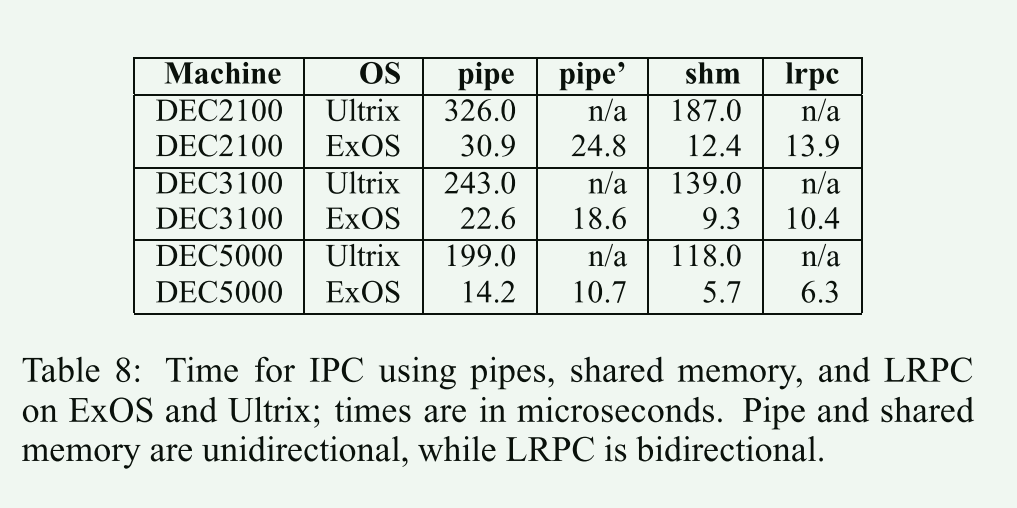 Machine OS pipe pipe’ shm lrpc
DEC2100 Ultrix 326.0 n/a 187.0 n/a
DEC2100 ExOS 30.9 24.8 12.4 13.9
DEC3100 Ultrix 243.0 n/a 139.0 n/a
DEC3100 ExOS 22.6 18.6 9.3 10.4
DEC5000 Ultrix 199.0 n/a 118.0 n/a
DEC5000 ExOS 14.2 10.7 5.7 6.3
Table 8: Time for IPC using pipes, shared memory, and LRPC
on ExOS and Ultrix; times are in microseconds. Pipe and shared
memory are unidirectional, while LRPC is bidirectional.